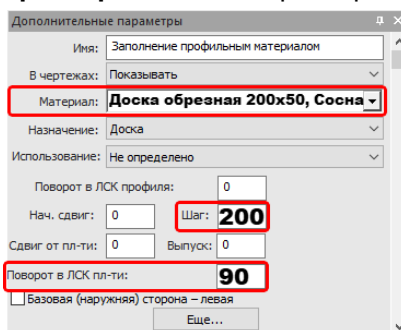 Дополнительные параметры
Имя: Заполнение профильным материалом
В чертежах: Показывать
Материал: Доска обрезная 200х50, Сосна
Назначение: Доска
Использование: Не определено
Поворот в ЛСК профиля: 0
Нач. сдвиг: 0 Шаг: 200
Сдвиг от пл-ти: 0 Выпуск: 0
Поворот в ЛСК пл-ти: 90
Базовая (наружняя) сторона – левая
Еще...